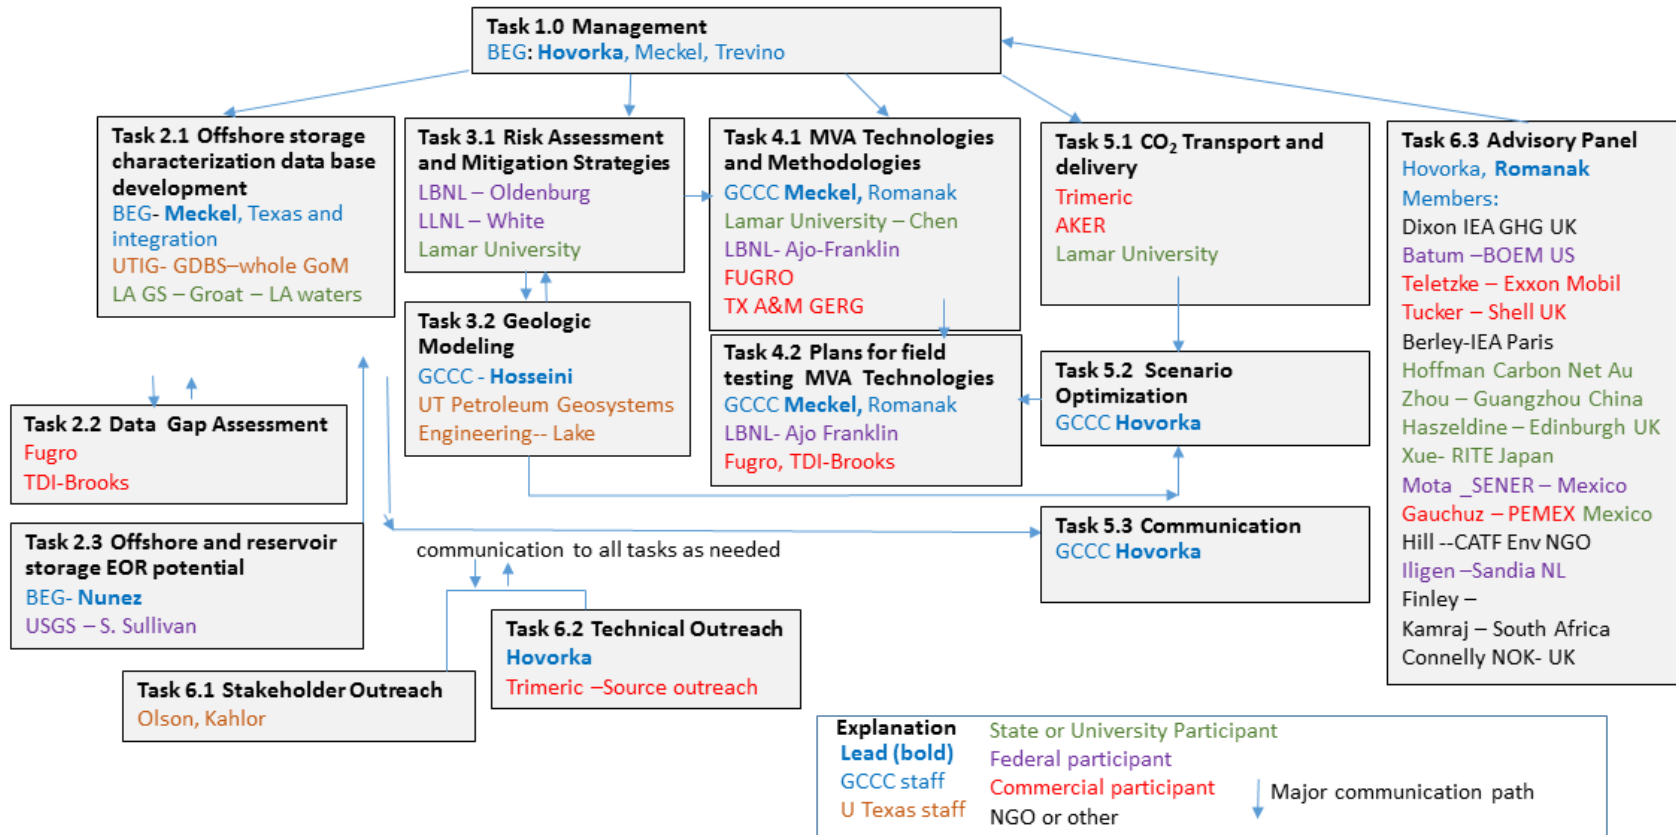 Task 1.0 Management
BEG: Hovorka, Meckel, Trevino
Task 2.1 Offshore storage
characterization data base
development
BEG- Meckel, Texas and
integration
UTIG- GDBS–whole GoM
LA GS – Groat – LA waters
Task 3.1 Risk Assessment
and Mitigation Strategies
LBNL – Oldenburg
LLNL – White
Lamar University
Task 4.1 MVA Technologies
and Methodologies
GCCC Meckel, Romanak
Lamar University – Chen
LBNL- Ajo-Franklin
FUGRO
TX A&M GERG
Task 5.1 CO₂ Transport and
delivery
Trimeric
AKER
Lamar University
Task 6.3 Advisory Panel
Hovorka, Romanak
Members:
Dixon IEA GHG UK
Batum –BOEM US
Teletzke – Exxon Mobil
Tucker – Shell UK
Berley-IEA Paris
Hoffman Carbon Net Au
Zhou – Guangzhou China
Haszeldine – Edinburgh UK
Xue- RITE Japan
Mota _SENER – Mexico
Gauchuz – PEMEX Mexico
Hill --CATF Env NGO
Iligen –Sandia NL
Finley –
Kamraj – South Africa
Connelly NOK- UK
Task 3.2 Geologic
Modeling
GCCC - Hosseini
UT Petroleum Geosystems
Engineering-- Lake
Task 4.2 Plans for field
testing MVA Technologies
GCCC Meckel, Romanak
LBNL- Ajo Franklin
Fugro, TDI-Brooks
Task 5.2 Scenario
Optimization
GCCC Hovorka
Task 2.2 Data Gap Assessment
Fugro
TDI-Brooks
Task 2.3 Offshore and reservoir
storage EOR potential
BEG- Nunez
USGS – S. Sullivan
communication to all tasks as needed
Task 5.3 Communication
GCCC Hovorka
Task 6.2 Technical Outreach
Hovorka
Trimeric –Source outreach
Task 6.1 Stakeholder Outreach
Olson, Kahlor
Explanation
Lead (bold)
GCCC staff
U Texas staff
State or University Participant
Federal participant
Commercial participant
NGO or other
Major communication path